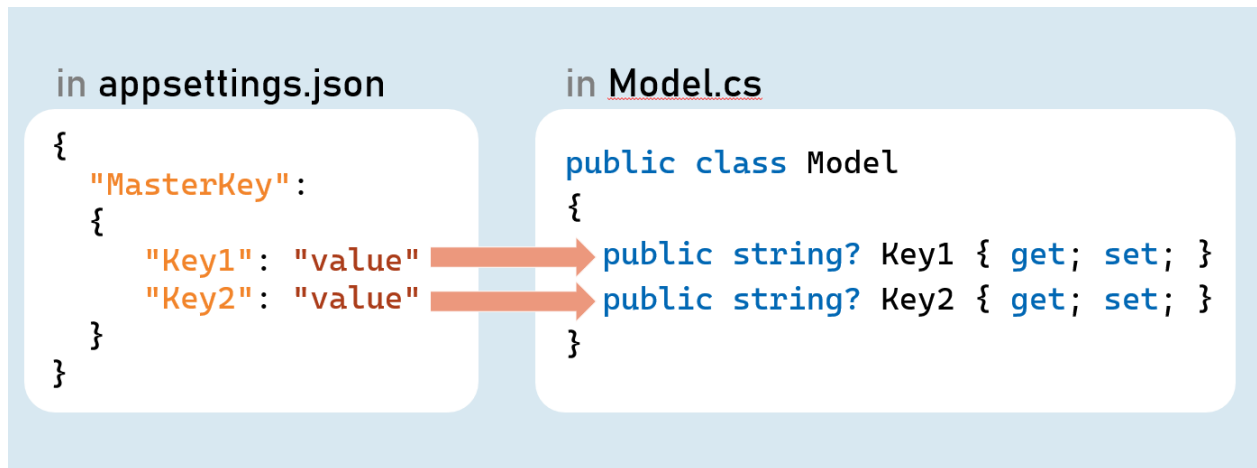 in appsettings.json
{
"MasterKey":
{
"Key1": "value"
"Key2": "value"
}
}
in Model.cs
public class Model
{
public string? Key1 { get; set; }
public string? Key2 { get; set; }
}